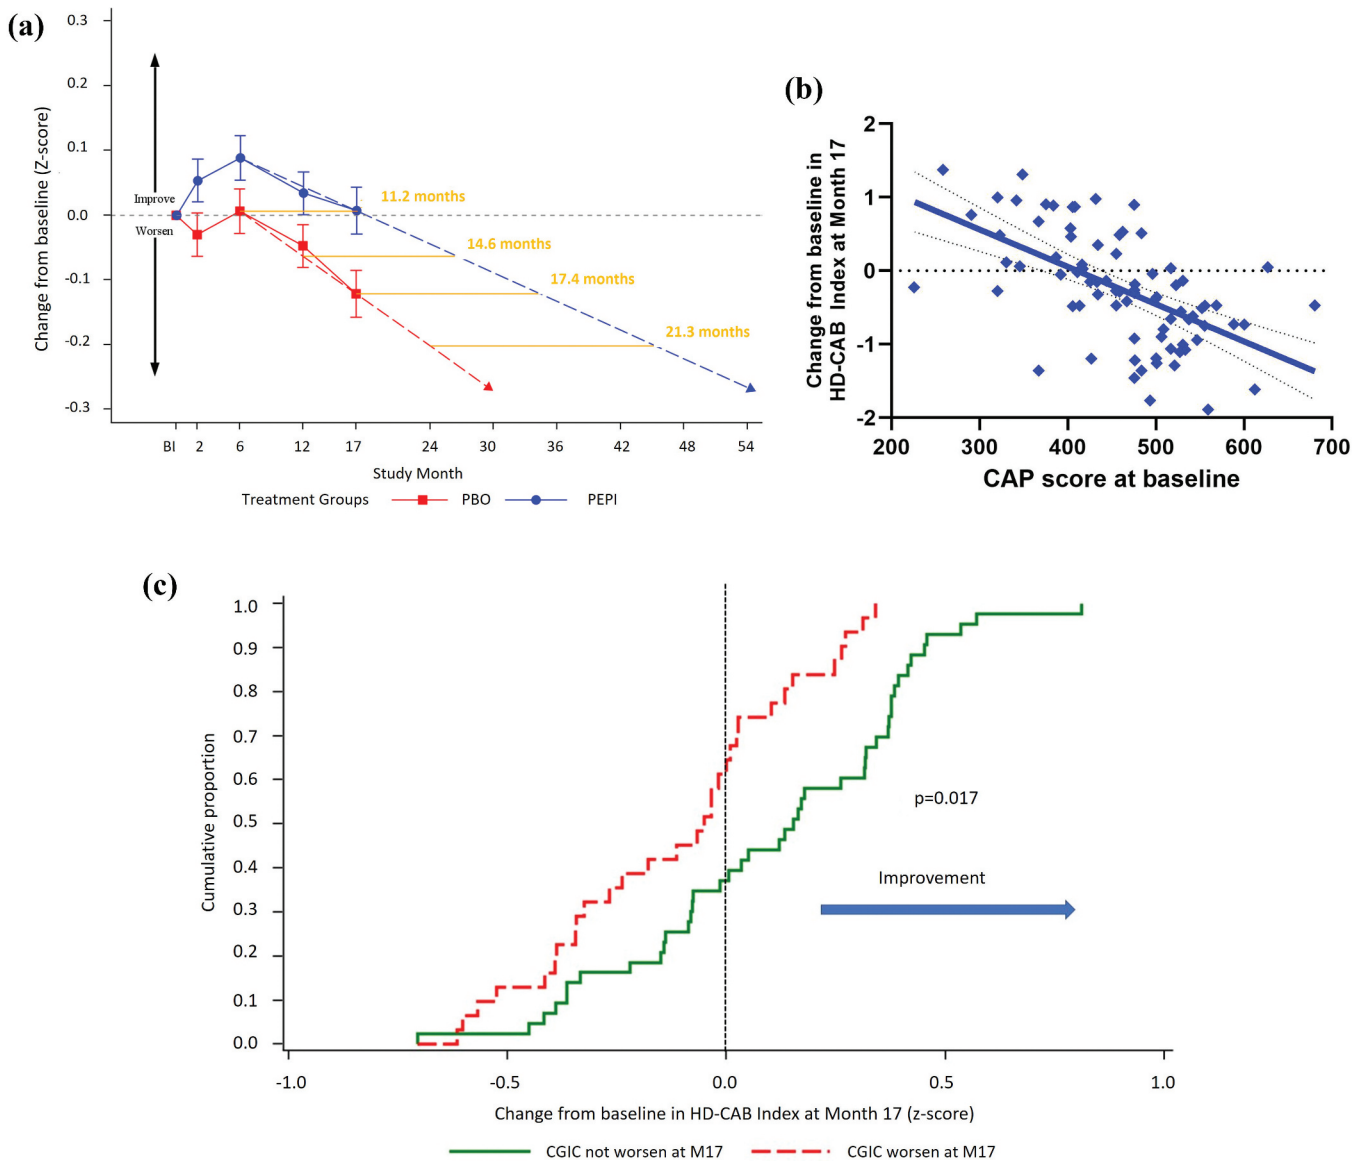 (a)
0.3
0.2
0.1
0.0
-0.1
-0.2
-0.3
Change from baseline (Z-score)
Improve
Worsen
11.2 months
14.6 months
17.4 months
21.3 months
BI 2 6 12 17 24 30 36 42 48 54
Study Month
Treatment Groups PBO PEPI
(b)
Change from baseline in
HD-CAB Index at Month 17
2
1
0
-1
-2
200 300 400 500 600 700
CAP score at baseline
(c)
1.0
0.9
0.8
0.7
0.6
0.5
0.4
0.3
0.2
0.1
0.0
Cumulative proportion
p=0.017
Improvement
-1.0 -0.5 0.0 0.5 1.0
Change from baseline in HD-CAB Index at Month 17 (z-score)
CGIC not worsen at M17 CGIC worsen at M17